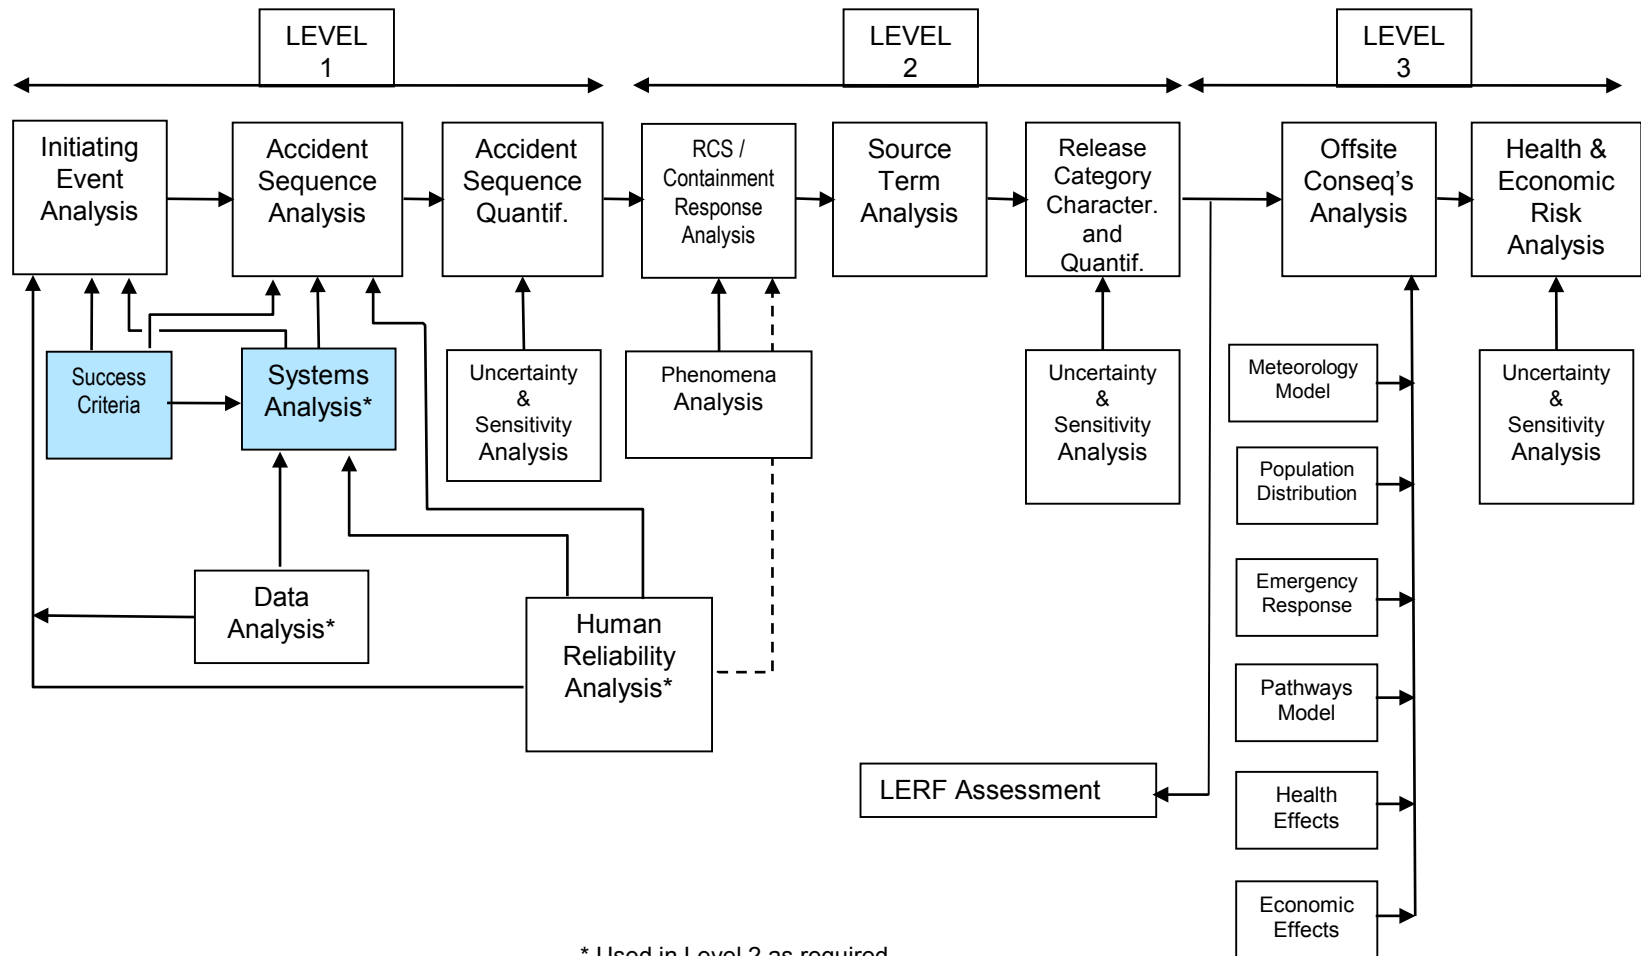 LEVEL
1
LEVEL
2
LEVEL
3
Initiating
Event
Analysis
Accident
Sequence
Analysis
Accident
Sequence
Quantif.
RCS /
Containment
Response
Analysis
Source
Term
Analysis
Release
Category
Character.
and
Quantif.
Offsite
Conseq's
Analysis
Health &
Economic
Risk
Analysis
Success
Criteria
Systems
Analysis*
Uncertainty
&
Sensitivity
Analysis
Phenomena
Analysis
Uncertainty
&
Sensitivity
Analysis
Meteorology
Model
Uncertainty
&
Sensitivity
Analysis
Population
Distribution
Data
Analysis*
Human
Reliability
Analysis*
Emergency
Response
Pathways
Model
LERF Assessment
Health
Effects
Economic
Effects
* Used in Level 2 as required